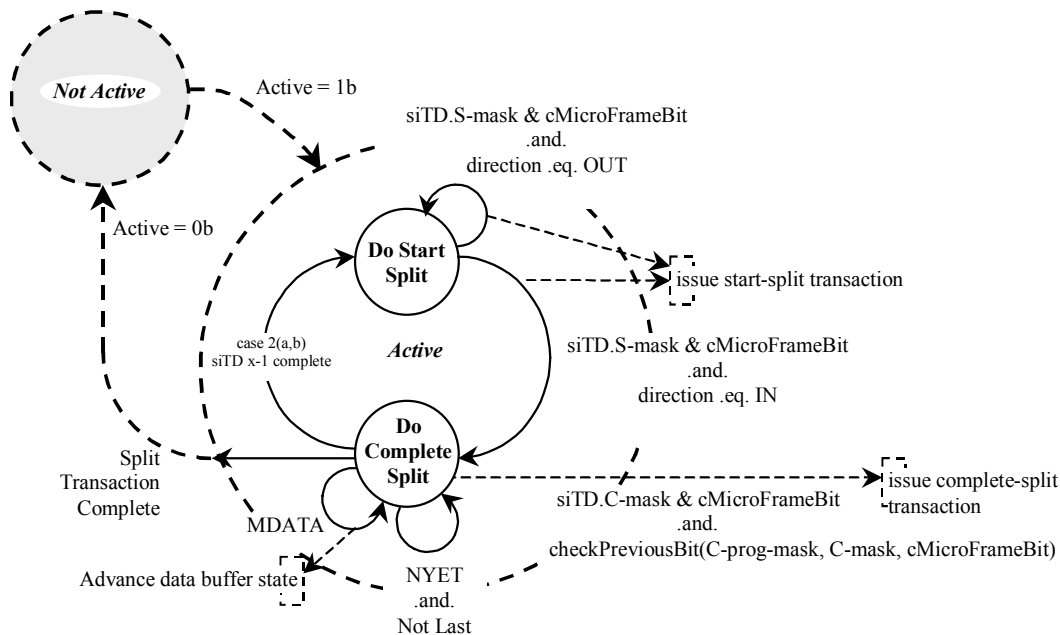 Not Active
Active = 1b
siTD.S-mask & cMicroFrameBit
.and.
direction .eq. OUT
Active = 0b
Do Start
Split
issue start-split transaction
case 2(a,b)
siTD x-1 complete
Active
siTD.S-mask & cMicroFrameBit
.and.
direction .eq. IN
Do
Complete
Split
Split
Transaction
Complete
issue complete-split
transaction
siTD.C-mask & cMicroFrameBit
.and.
checkPreviousBit(C-prog-mask, C-mask, cMicroFrameBit)
MDATA
Advance data buffer state
NYET
.and.
Not Last